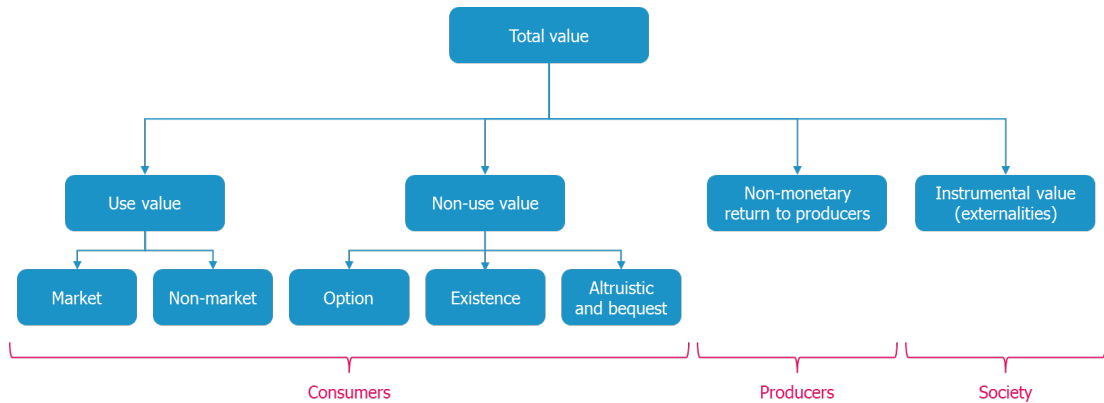 Total value
Use value
Non-use value
Non-monetary
return to producers
Instrumental value
(externalities)
Market
Non-market
Option
Existence
Altruistic
and bequest
Consumers
Producers
Society